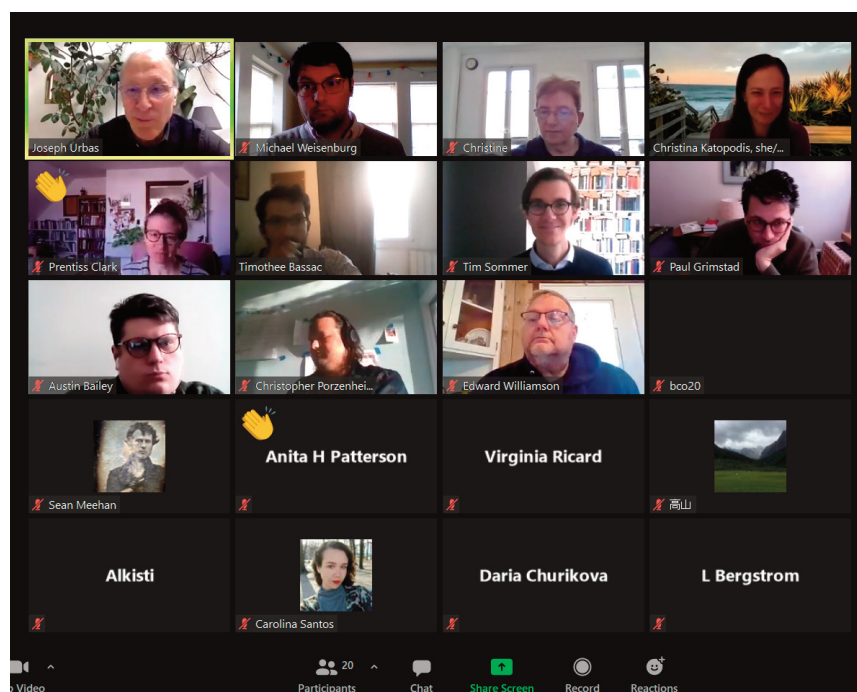 Joseph Urbas
Michael Weisenburg
Christine
Christina Katopodis, she/...
Prentiss Clark
Timothee Bassac
Tim Sommer
Paul Grimstad
Austin Bailey
Christopher Porzenhei...
Edward Williamson
bco20
Sean Meehan
Anita H Patterson
Virginia Ricard
高山
Alkisti
Carolina Santos
Daria Churikova
L Bergstrom
Video
20
Participants
Chat
Share Screen
Record
Reactions